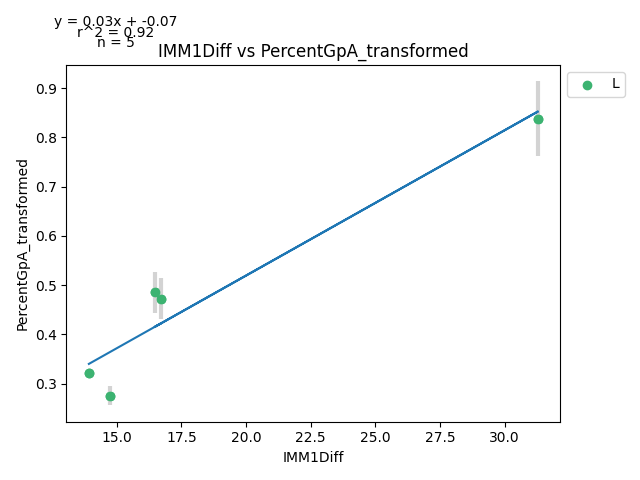 y = 0.03x + -0.07
r^2 = 0.92
n = 5
IMM1Diff vs PercentGpA_transformed
L
PercentGpA_transformed
0.9
0.8
0.7
0.6
0.5
0.4
0.3
15.0 17.5 20.0 22.5 25.0 27.5 30.0
IMM1Diff